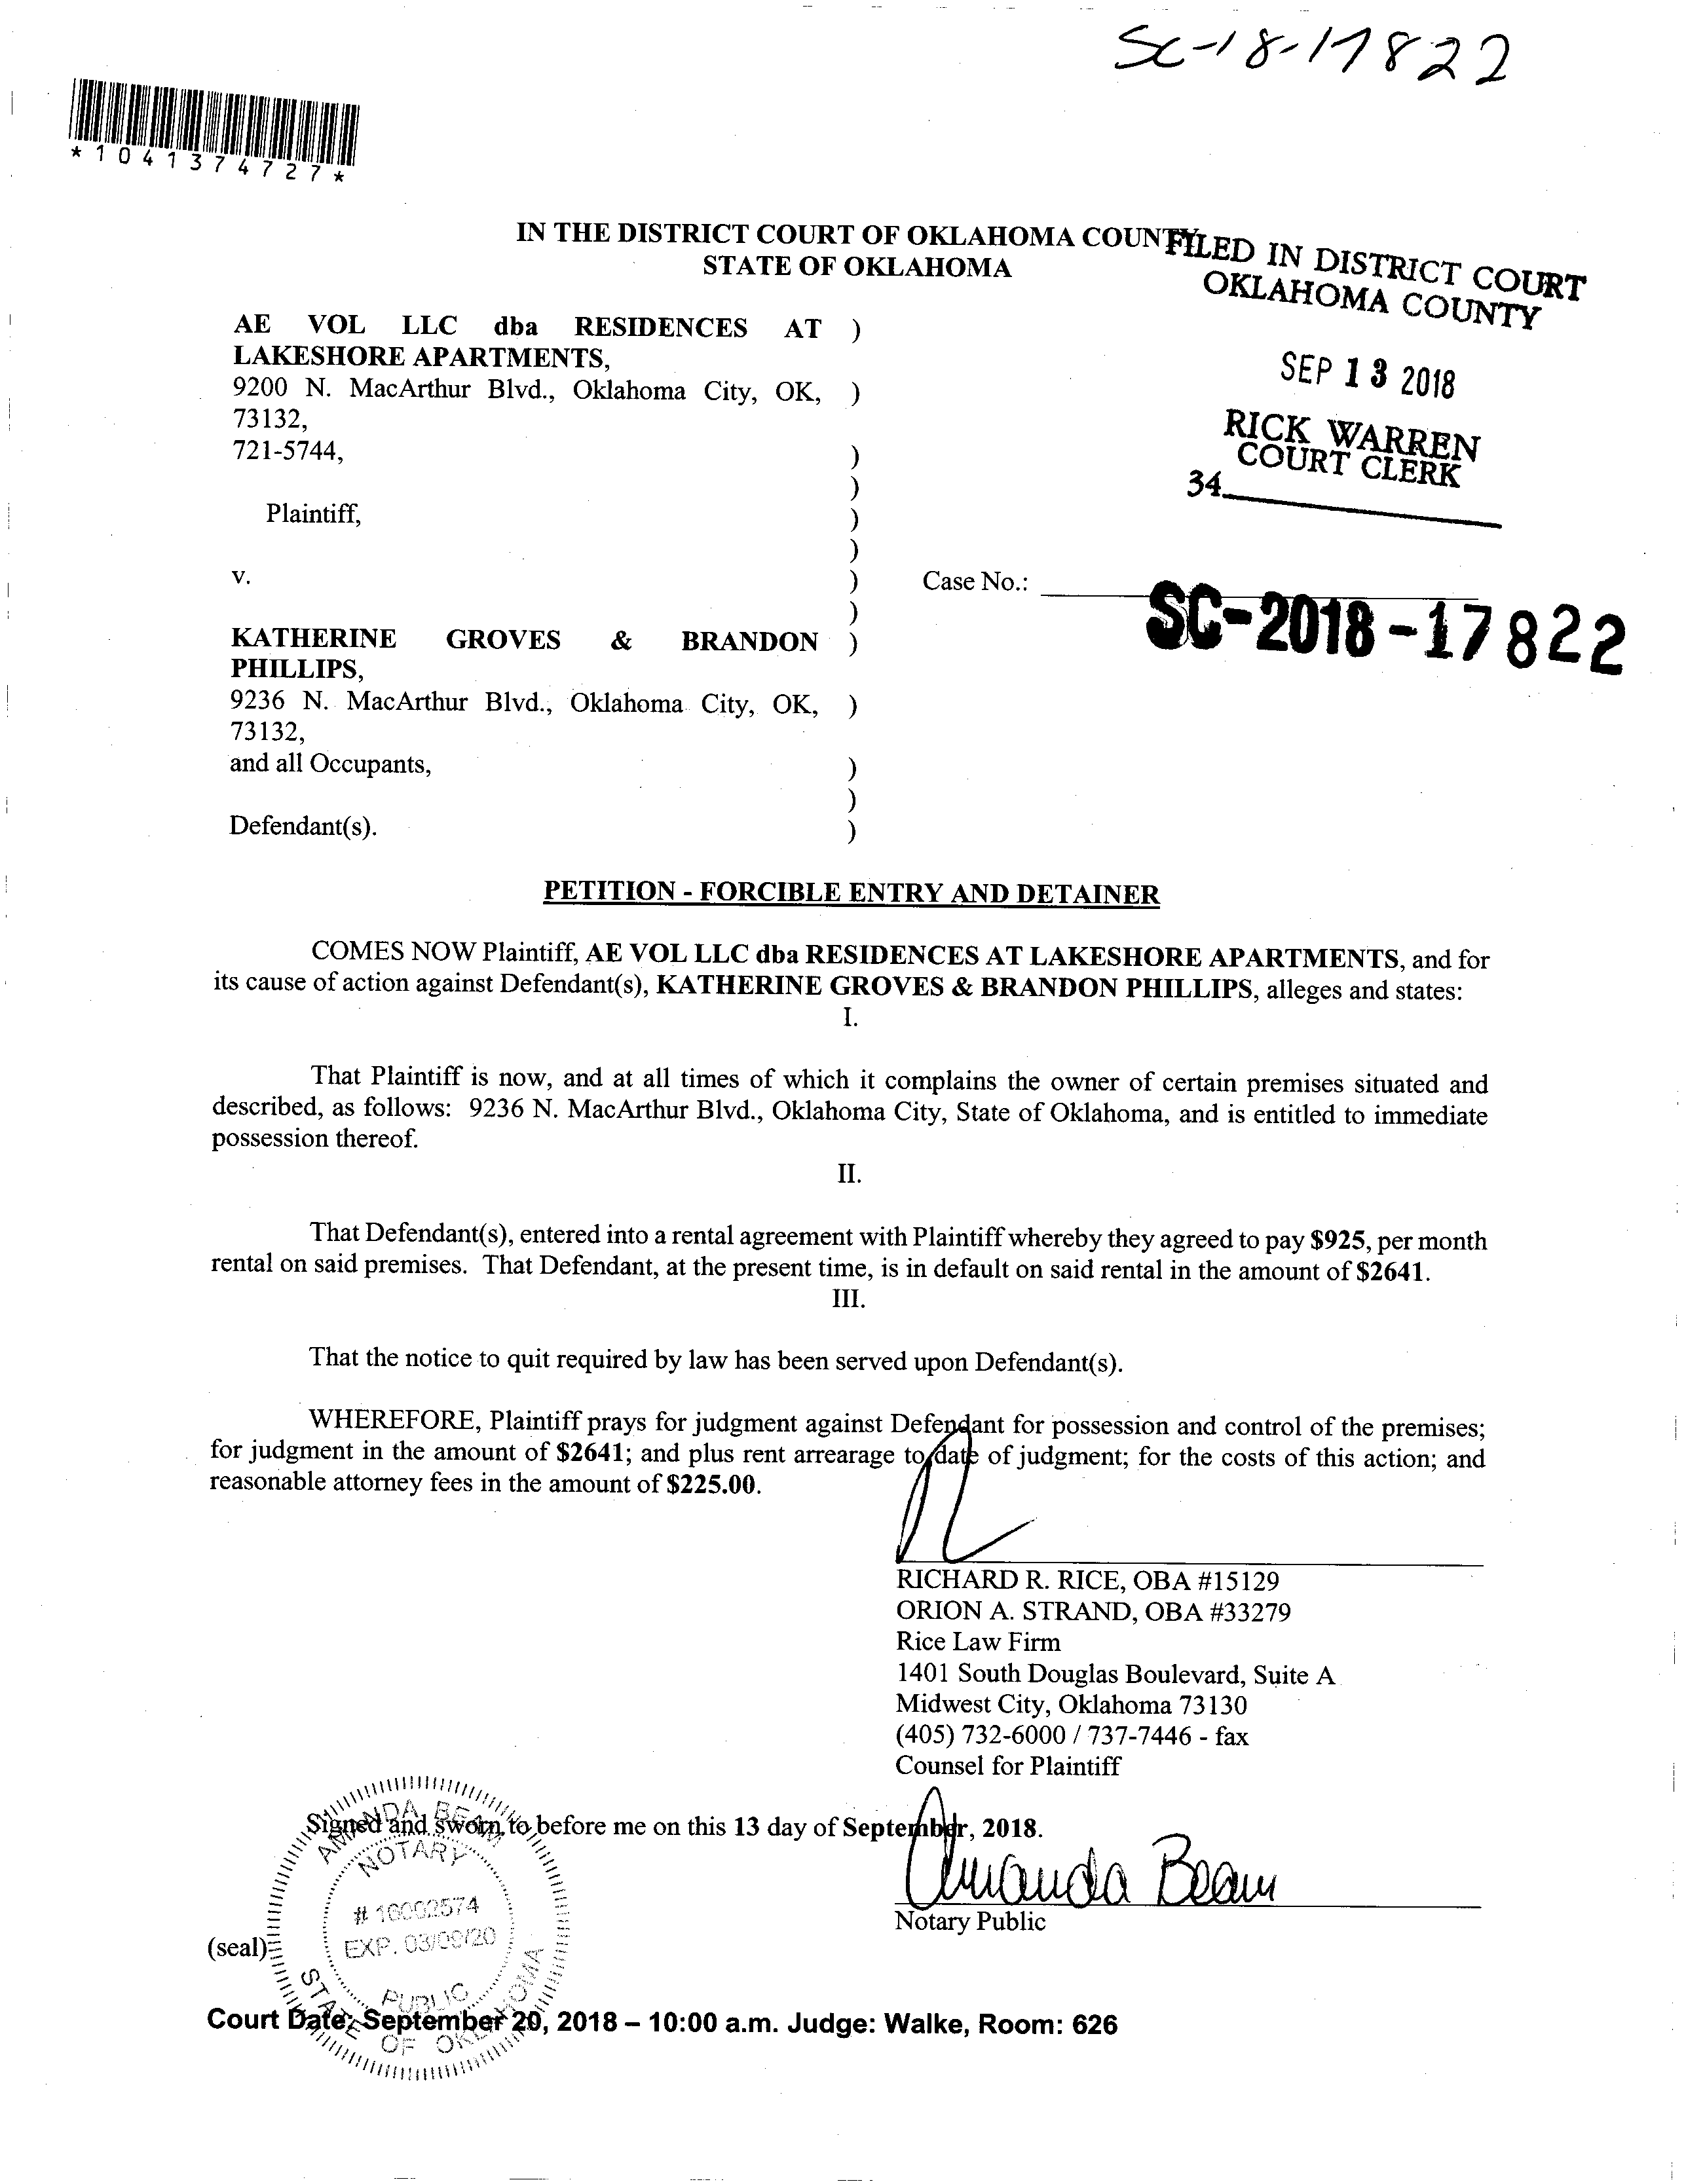 SC-18-17822
*1041374727*
IN THE DISTRICT COURT OF OKLAHOMA COUNTY
STATE OF OKLAHOMA
FILED IN DISTRICT COURT
OKLAHOMA COUNTY
SEP 13 2018
RICK WARREN
COURT CLERK
34
AE VOL LLC dba RESIDENCES AT )
LAKESHORE APARTMENTS,
9200 N. MacArthur Blvd., Oklahoma City, OK, )
73132,
721-5744, )
)
Plaintiff, )
)
v. ) Case No.:
SC-2018-17822
)
KATHERINE GROVES & BRANDON )
PHILLIPS,
9236 N. MacArthur Blvd., Oklahoma City, OK, )
73132,
and all Occupants, )
)
Defendant(s). )
PETITION - FORCIBLE ENTRY AND DETAINER
COMES NOW Plaintiff, AE VOL LLC dba RESIDENCES AT LAKESHORE APARTMENTS, and for
its cause of action against Defendant(s), KATHERINE GROVES & BRANDON PHILLIPS, alleges and states:
I.
That Plaintiff is now, and at all times of which it complains the owner of certain premises situated and
described, as follows: 9236 N. MacArthur Blvd., Oklahoma City, State of Oklahoma, and is entitled to immediate
possession thereof.
II.
That Defendant(s), entered into a rental agreement with Plaintiff whereby they agreed to pay $925, per month
rental on said premises. That Defendant, at the present time, is in default on said rental in the amount of $2641.
III.
That the notice to quit required by law has been served upon Defendant(s).
WHEREFORE, Plaintiff prays for judgment against Defendant for possession and control of the premises;
for judgment in the amount of $2641; and plus rent arrearage to date of judgment; for the costs of this action; and
reasonable attorney fees in the amount of $225.00.
RICHARD R. RICE, OBA #15129
ORION A. STRAND, OBA #33279
Rice Law Firm
1401 South Douglas Boulevard, Suite A
Midwest City, Oklahoma 73130
(405) 732-6000 / 737-7446 - fax
Counsel for Plaintiff
Signed and sworn to before me on this 13 day of September, 2018.
Amanda Beam
Notary Public
(seal)
AMANDA BEAM
NOTARY
# 16002574
EXP. 03/09/20
PUBLIC
STATE OF OKLAHOMA
Court Date: September 20, 2018 – 10:00 a.m. Judge: Walke, Room: 626